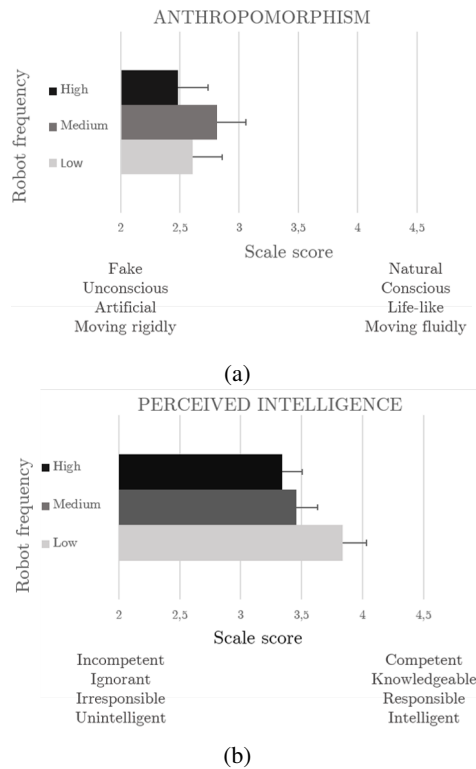 ANTHROPOMORPHISM
Robot frequency
High
Medium
Low
2 2,5 3 3,5 4 4,5
Scale score
Fake Natural
Unconscious Conscious
Artificial Life-like
Moving rigidly Moving fluidly
(a)
PERCEIVED INTELLIGENCE
Robot frequency
High
Medium
Low
2 2,5 3 3,5 4 4,5
Scale score
Incompetent Competent
Ignorant Knowledgeable
Irresponsible Responsible
Unintelligent Intelligent
(b)